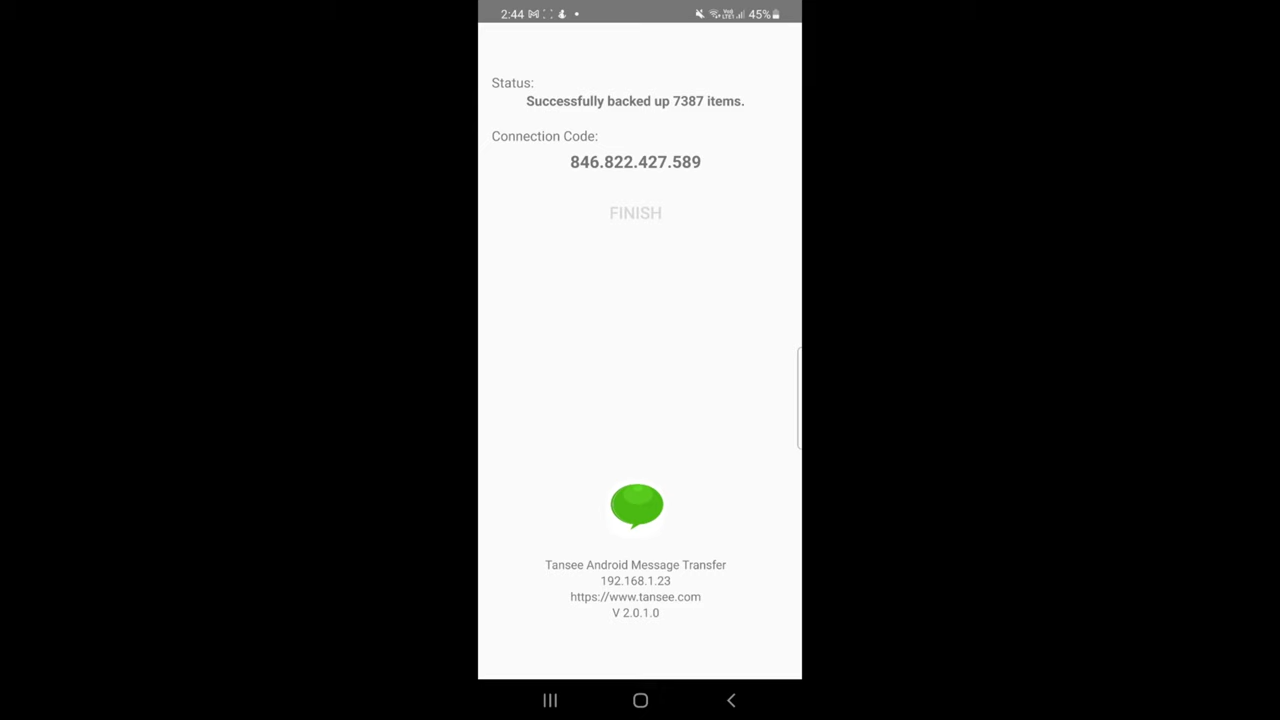 2:44 45%
Status:
Successfully backed up 7387 items.
Connection Code:
846.822.427.589
FINISH
Tansee Android Message Transfer
192.168.1.23
https://www.tansee.com
V 2.0.1.0